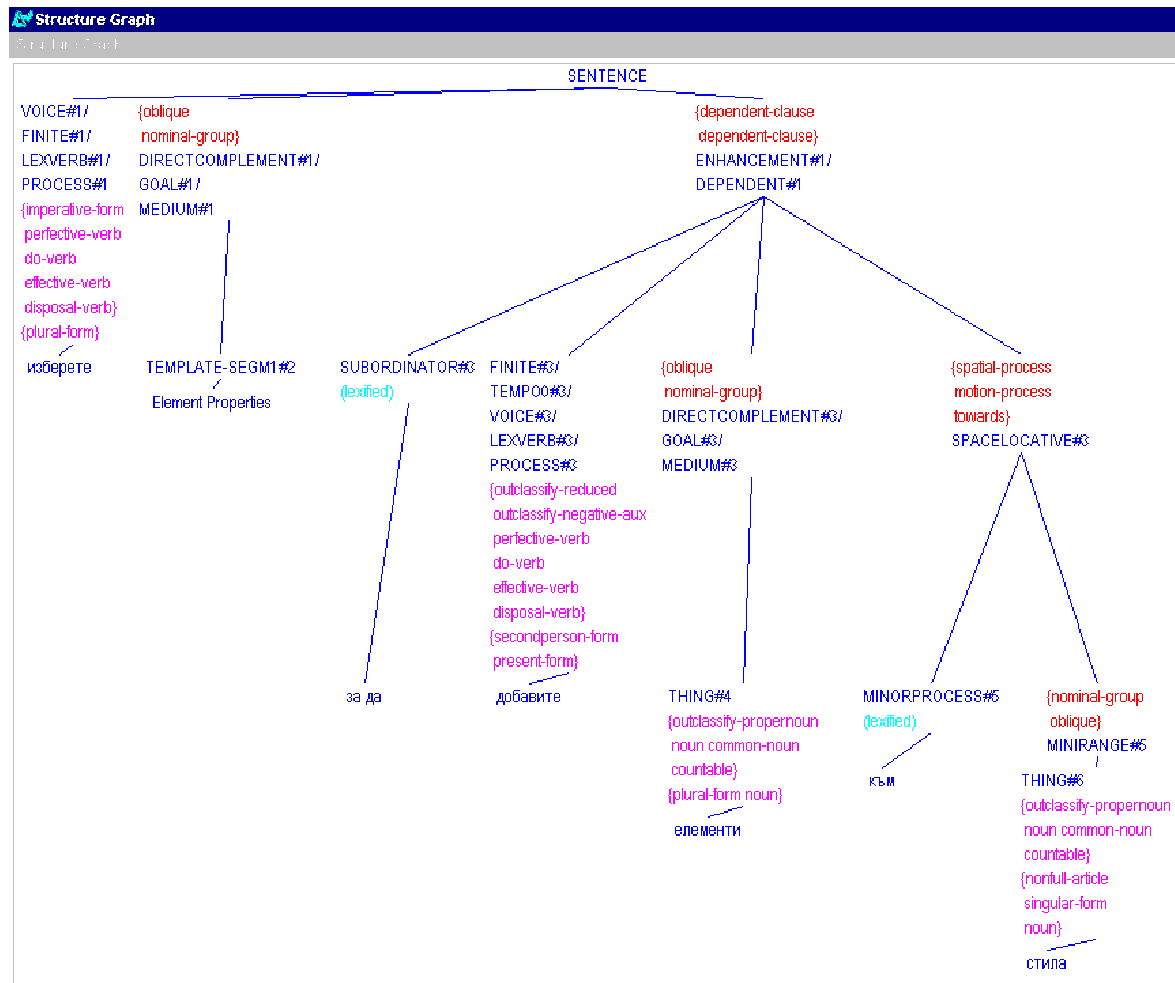 Structure Graph
Structure Graph
SENTENCE
VOICE#1/
FINITE#1/
LEXVERB#1/
PROCESS#1
{imperative-form
perfective-verb
do-verb
effective-verb
disposal-verb}
{plural-form}
изберете
{oblique
nominal-group}
DIRECTCOMPLEMENT#1/
GOAL#1/
MEDIUM#1
TEMPLATE-SEGM1#2
Element Properties
{dependent-clause
dependent-clause}
ENHANCEMENT#1/
DEPENDENT#1
SUBORDINATOR#3
(lexified)
за да
FINITE#3/
TEMPO0#3/
VOICE#3/
LEXVERB#3/
PROCESS#3
{outclassify-reduced
outclassify-negative-aux
perfective-verb
do-verb
effective-verb
disposal-verb}
{secondperson-form
present-form}
добавите
{oblique
nominal-group}
DIRECTCOMPLEMENT#3/
GOAL#3/
MEDIUM#3
THING#4
{outclassify-propernoun
noun common-noun
countable}
{plural-form noun}
елементи
{spatial-process
motion-process
towards}
SPACELOCATIVE#3
MINORPROCESS#5
(lexified)
към
{nominal-group
oblique}
MINIRANGE#5
THING#6
{outclassify-propernoun
noun common-noun
countable}
{nonfull-article
singular-form
noun}
стила